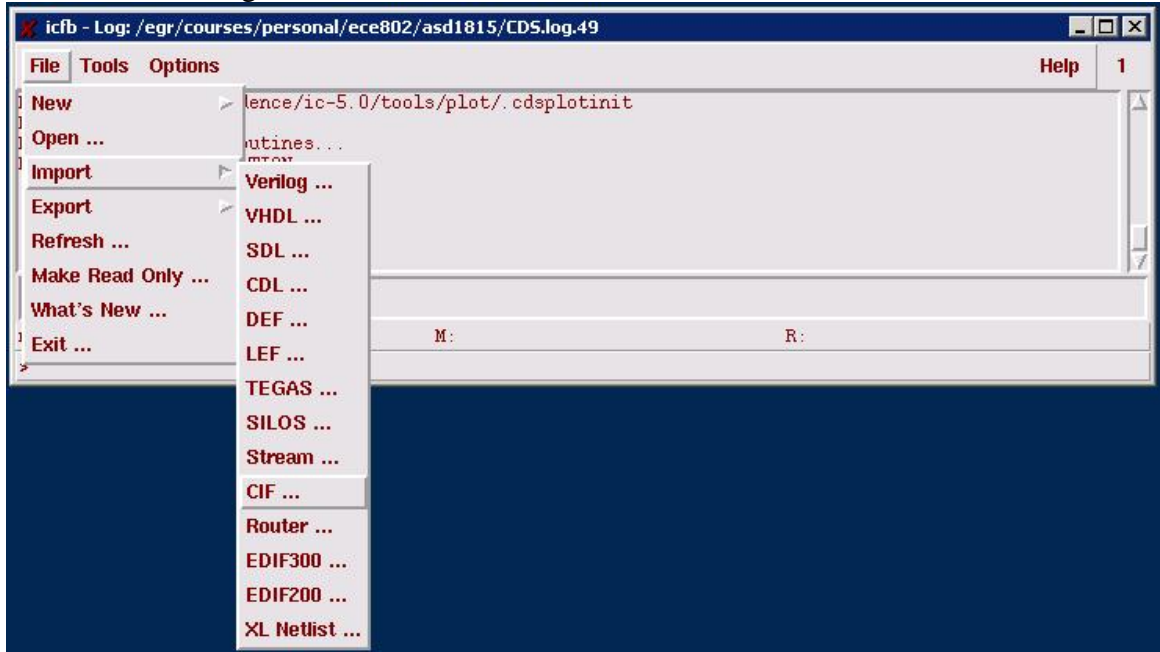 icfb - Log: /egr/courses/personal/ece802/asd1815/CDS.log.49
File Tools Options Help 1
New
Open ...
Import
Export
Refresh ...
Make Read Only ...
What's New ...
Exit ...
dence/ic-5.0/tools/plot/.cdsplotinit
utines...
Verilog ...
VHDL ...
SDL ...
CDL ...
DEF ...
LEF ...
TEGAS ...
SILOS ...
Stream ...
CIF ...
Router ...
EDIF300 ...
EDIF200 ...
XL Netlist ...
M: R:
>